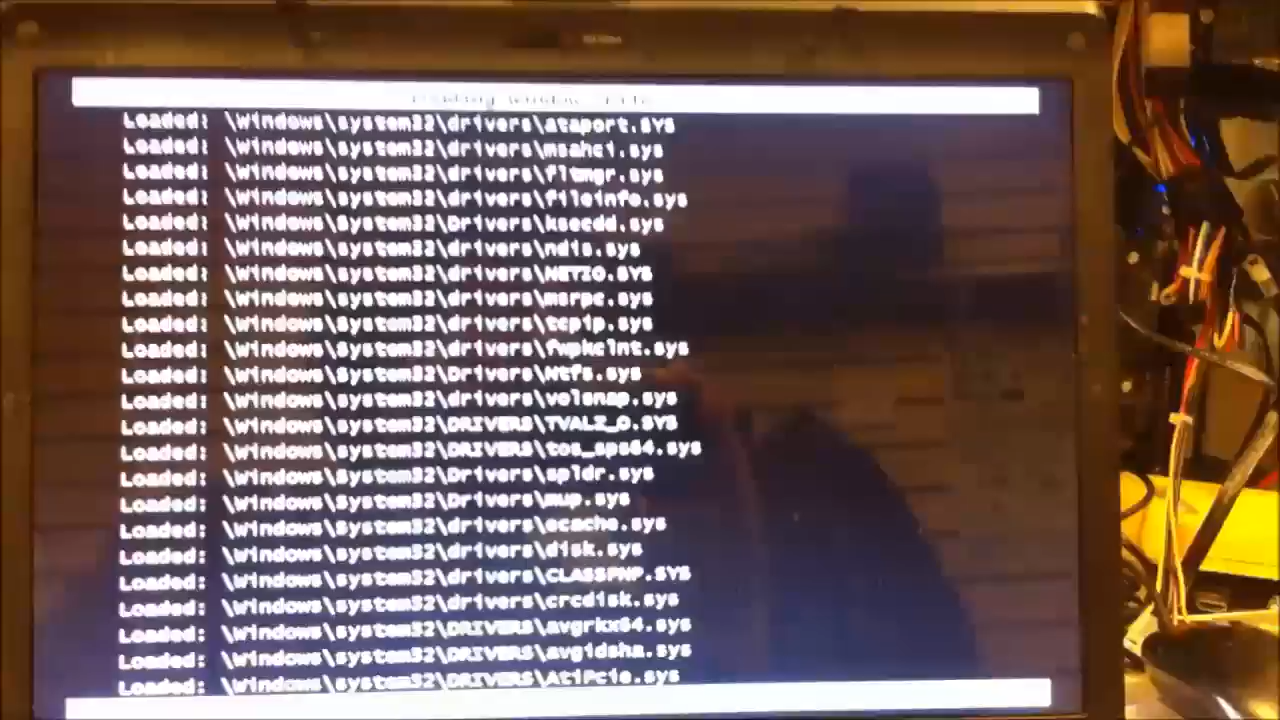 Loading Windows Files
Loaded: \Windows\system32\drivers\ataport.SYS
Loaded: \Windows\system32\drivers\msahci.sys
Loaded: \Windows\system32\drivers\fltmgr.sys
Loaded: \Windows\system32\drivers\fileinfo.sys
Loaded: \Windows\System32\Drivers\ksecdd.sys
Loaded: \Windows\system32\drivers\ndis.sys
Loaded: \Windows\system32\drivers\NETIO.SYS
Loaded: \Windows\system32\drivers\msrpc.sys
Loaded: \Windows\System32\drivers\tcpip.sys
Loaded: \Windows\System32\drivers\fwpkclnt.sys
Loaded: \Windows\System32\Drivers\Ntfs.sys
Loaded: \Windows\system32\drivers\volsnap.sys
Loaded: \Windows\system32\DRIVERS\TVALZ_O.SYS
Loaded: \Windows\system32\DRIVERS\tos_sps64.sys
Loaded: \Windows\System32\Drivers\spldr.sys
Loaded: \Windows\System32\Drivers\mup.sys
Loaded: \Windows\System32\drivers\ecache.sys
Loaded: \Windows\system32\drivers\disk.sys
Loaded: \Windows\system32\drivers\CLASSPNP.SYS
Loaded: \Windows\system32\drivers\crcdisk.sys
Loaded: \Windows\system32\DRIVERS\avgrkx64.sys
Loaded: \Windows\system32\DRIVERS\avgidsha.sys
Loaded: \Windows\system32\DRIVERS\AtiPcie.sys